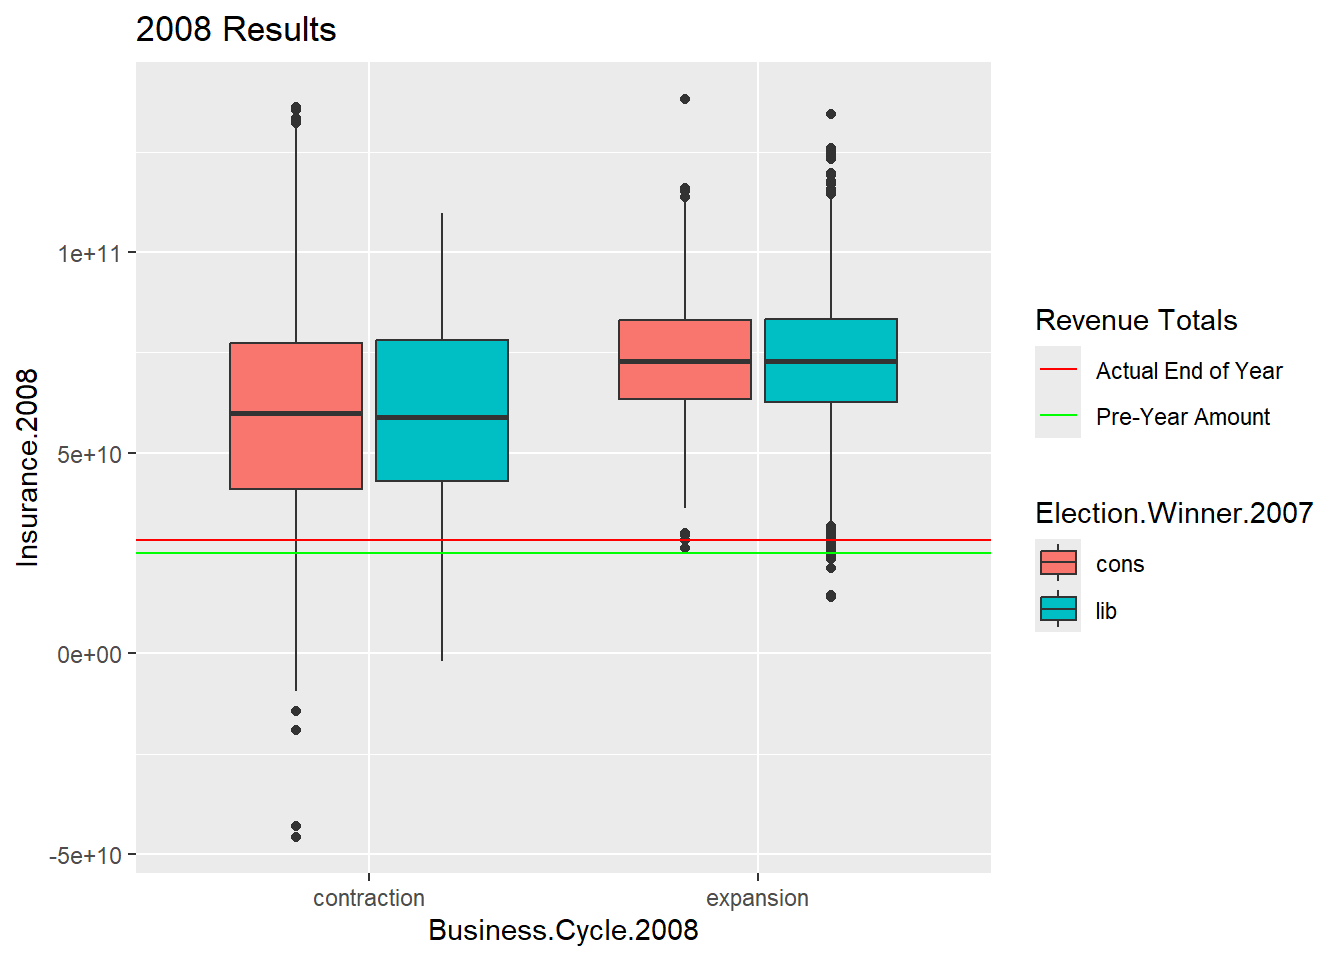 2008 Results
Insurance.2008
1e+11
5e+10
0e+00
-5e+10
contraction
expansion
Business.Cycle.2008
Revenue Totals
Actual End of Year
Pre-Year Amount
Election.Winner.2007
cons
lib